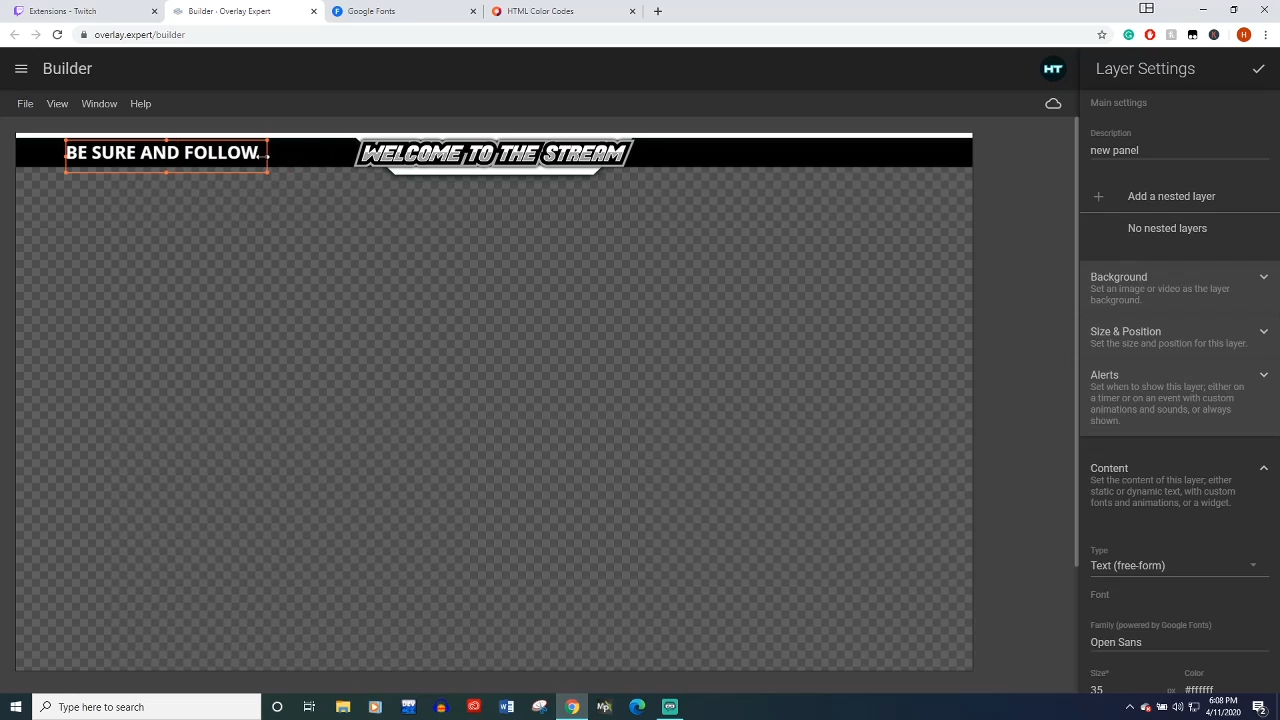 Extensions - Twitch
Builder - Overlay Expert
Google Fonts
HTML Color Codes
overlay.expert/builder
H
Builder
HT
Layer Settings
File View Window Help
Main settings
Description
new panel
BE SURE AND FOLLOW
WELCOME TO THE STREAM
Add a nested layer
No nested layers
Background
Set an image or video as the layer
background.
Size & Position
Set the size and position for this layer.
Alerts
Set when to show this layer; either on
a timer or on an event with custom
animations and sounds, or always
shown.
Content
Set the content of this layer; either
static or dynamic text, with custom
fonts and animations, or a widget.
Type
Text (free-form)
Font
Family (powered by Google Fonts)
Open Sans
Size* Color
35 px #ffffff
Type here to search
6:08 PM
4/11/2020